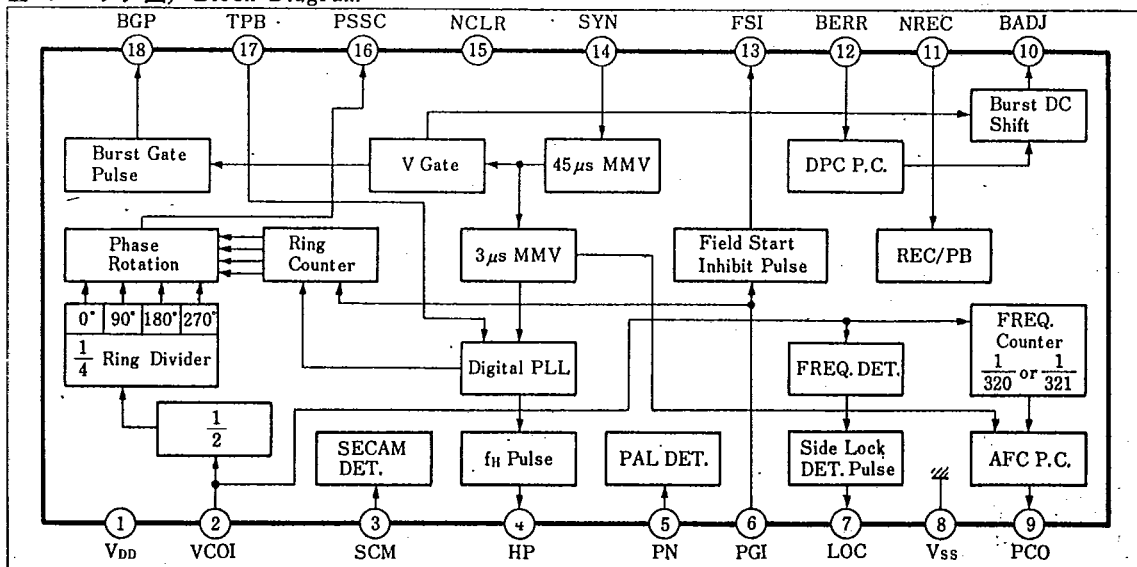 Block Diagram
BGP TPB PSSC NCLR SYN FSI BERR NREC BADJ
18 17 16 15 14 13 12 11 10
Burst Gate
Pulse
V Gate
45μs MMV
DPC P.C.
Burst DC
Shift
Phase
Rotation
Ring
Counter
3μs MMV
Field Start
Inhibit Pulse
REC/PB
0° 90° 180° 270°
1/4 Ring Divider
Digital PLL
FREQ. DET.
FREQ.
Counter
1/320 or 1/321
1/2
SECAM
DET.
fH Pulse
PAL DET.
Side Lock
DET. Pulse
AFC P.C.
1 2 3 4 5 6 7 8 9
VDD VCOI SCM HP PN PGI LOC VSS PCO